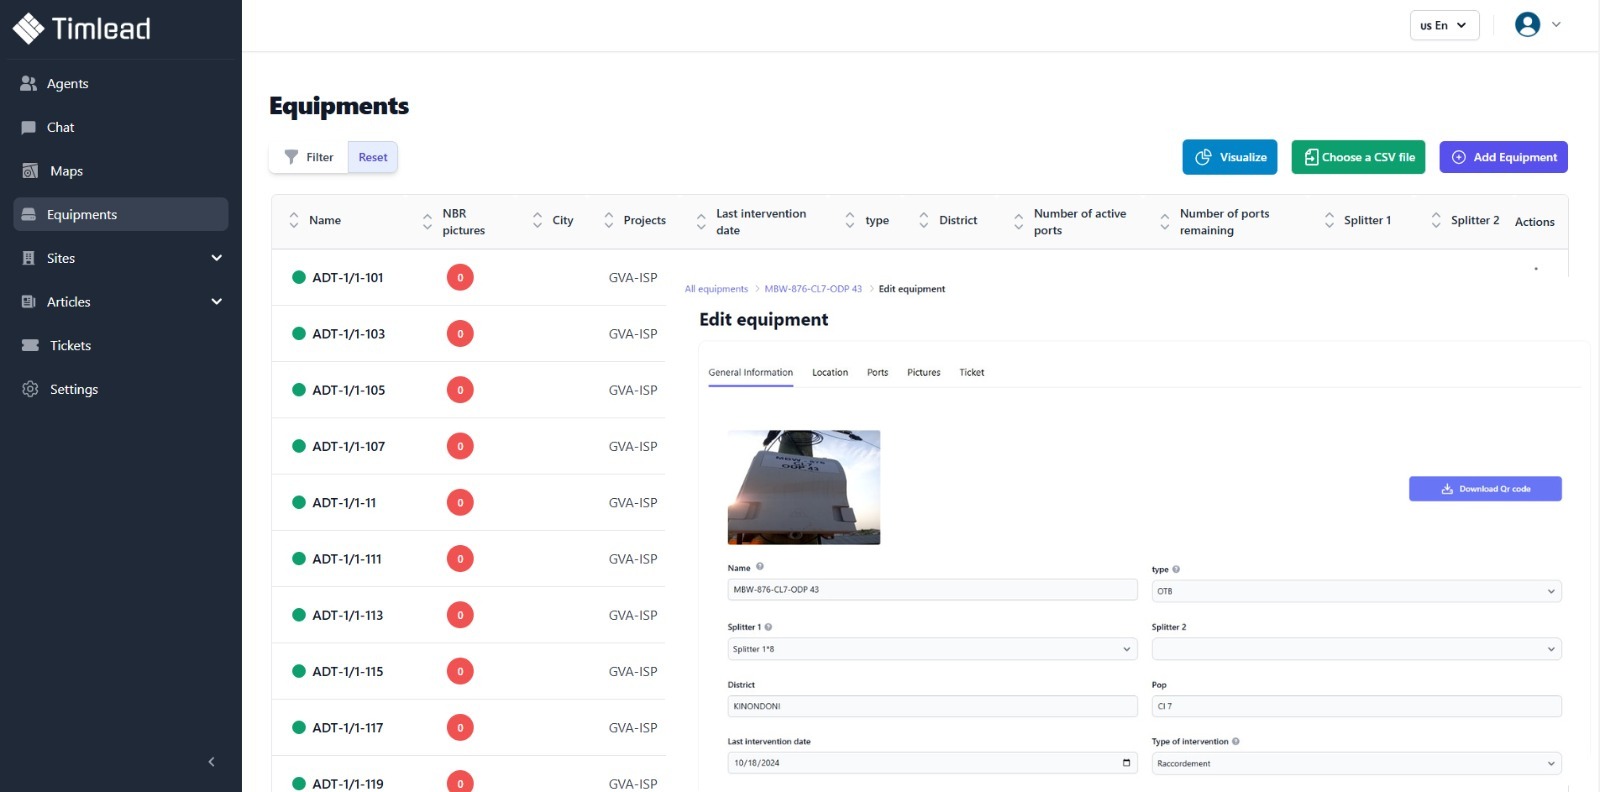 Timlead
Agents
Chat
Maps
Equipments
Sites
Articles
Tickets
Settings
us En
Equipments
Filter
Reset
Visualize
Choose a CSV file
Add Equipment
Name
NBR pictures
City
Projects
Last intervention date
type
District
Number of active ports
Number of ports remaining
Splitter 1
Splitter 2
Actions
ADT-1/1-101 0 GVA-ISP
ADT-1/1-103 0 GVA-ISP
ADT-1/1-105 0 GVA-ISP
ADT-1/1-107 0 GVA-ISP
ADT-1/1-11 0 GVA-ISP
ADT-1/1-111 0 GVA-ISP
ADT-1/1-113 0 GVA-ISP
ADT-1/1-115 0 GVA-ISP
ADT-1/1-117 0 GVA-ISP
ADT-1/1-119 0
All equipments > MBW-876-CL7-ODP 43 > Edit equipment
Edit equipment
General Information
Location
Ports
Pictures
Ticket
MBW - 876
CL7
ODP 43
Download Qr code
Name
MBW-876-CL7-ODP 43
type
OTB
Splitter 1
Splitter 1*8
Splitter 2
District
KINONDONI
Pop
Cl 7
Last intervention date
10/18/2024
Type of intervention
Raccordement